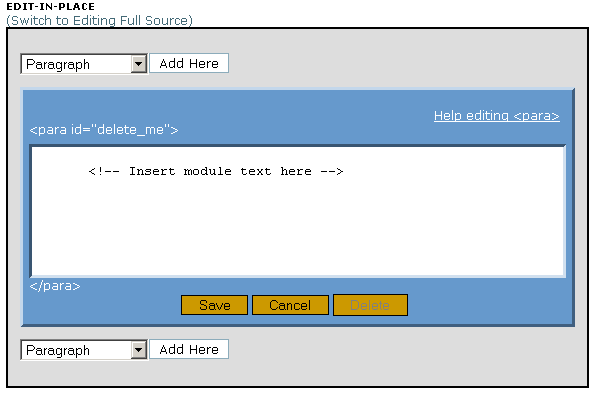 EDIT-IN-PLACE
(Switch to Editing Full Source)
Paragraph Add Here
Help editing <para>
<para id="delete_me">
<!-- Insert module text here -->
</para>
Save Cancel Delete
Paragraph Add Here